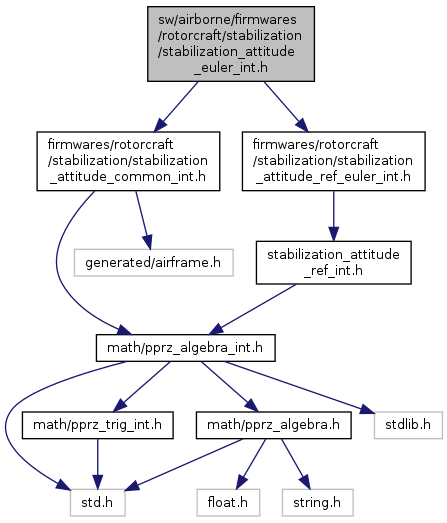 sw/airborne/firmwares
/rotorcraft/stabilization
/stabilization_attitude
_euler_int.h
firmwares/rotorcraft
/stabilization/stabilization
_attitude_common_int.h
firmwares/rotorcraft
/stabilization/stabilization
_attitude_ref_euler_int.h
generated/airframe.h
stabilization_attitude
_ref_int.h
math/pprz_algebra_int.h
math/pprz_trig_int.h
math/pprz_algebra.h
stdlib.h
std.h
float.h
string.h